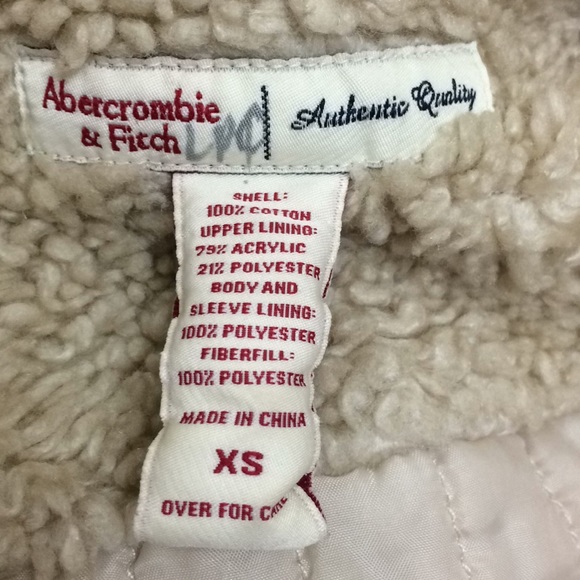 Abercrombie
& Fitch
Authentic Quality
SHELL:
100% COTTON
UPPER LINING:
79% ACRYLIC
21% POLYESTER
BODY AND
SLEEVE LINING:
100% POLYESTER
FIBERFILL:
100% POLYESTER
MADE IN CHINA
XS
OVER FOR CARE